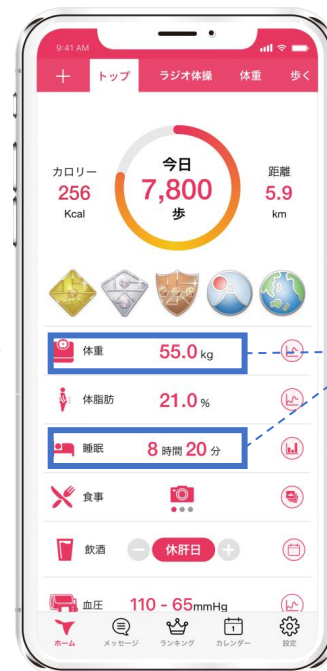 9:41 AM
＋ トップ ラジオ体操 体重 歩く
カロリー
256
Kcal
今日
7,800
歩
距離
5.9
km
体重 55.0 kg
体脂肪 21.0 %
睡眠 8 時間 20 分
食事
飲酒 － 休肝日 ＋
血圧 110 - 65mmHg
ホーム メッセージ ランキング カレンダー 設定